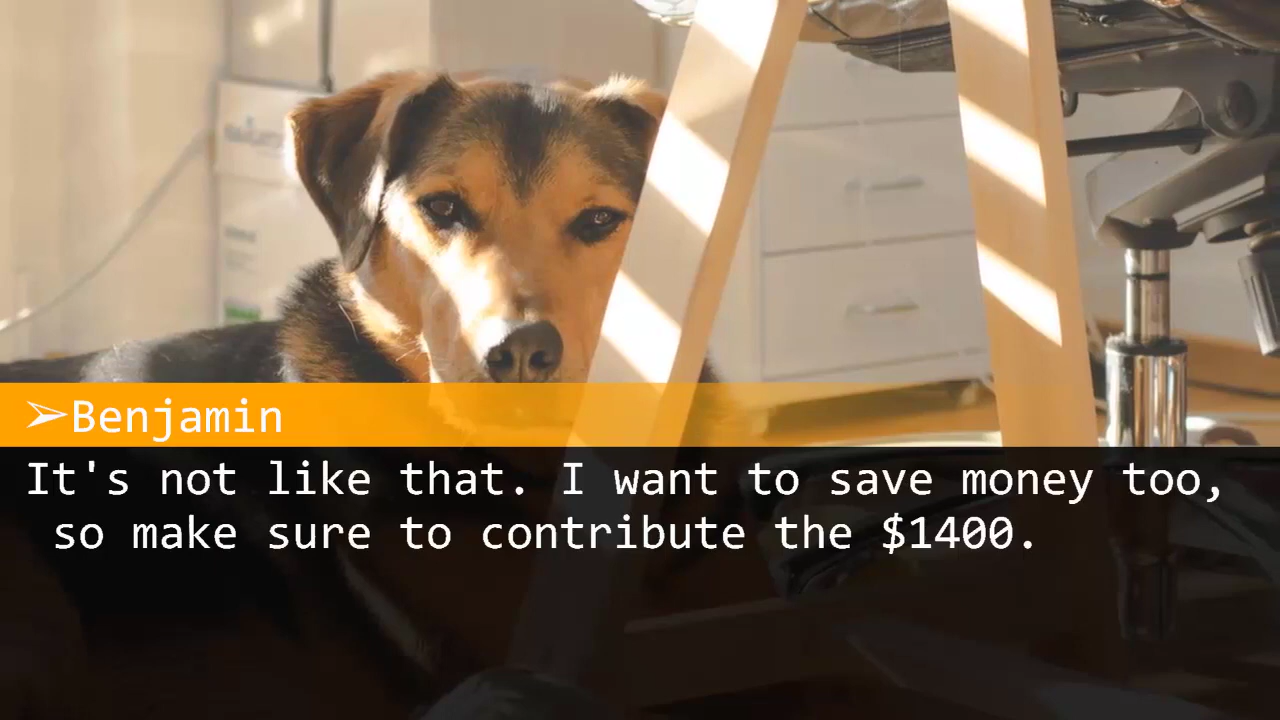 ➢Benjamin
It's not like that. I want to save money too,
so make sure to contribute the $1400.